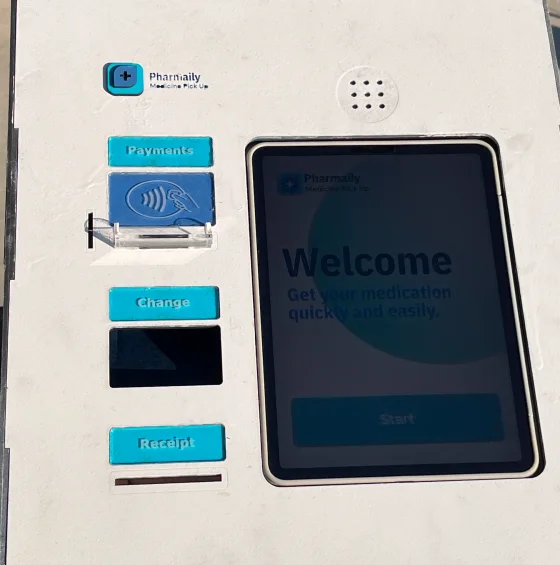 Pharmaily
Medicine Pick Up
Payments
Change
Receipt
Pharmaily
Medicine Pick Up
Welcome
Get your medication
quickly and easily.
Start